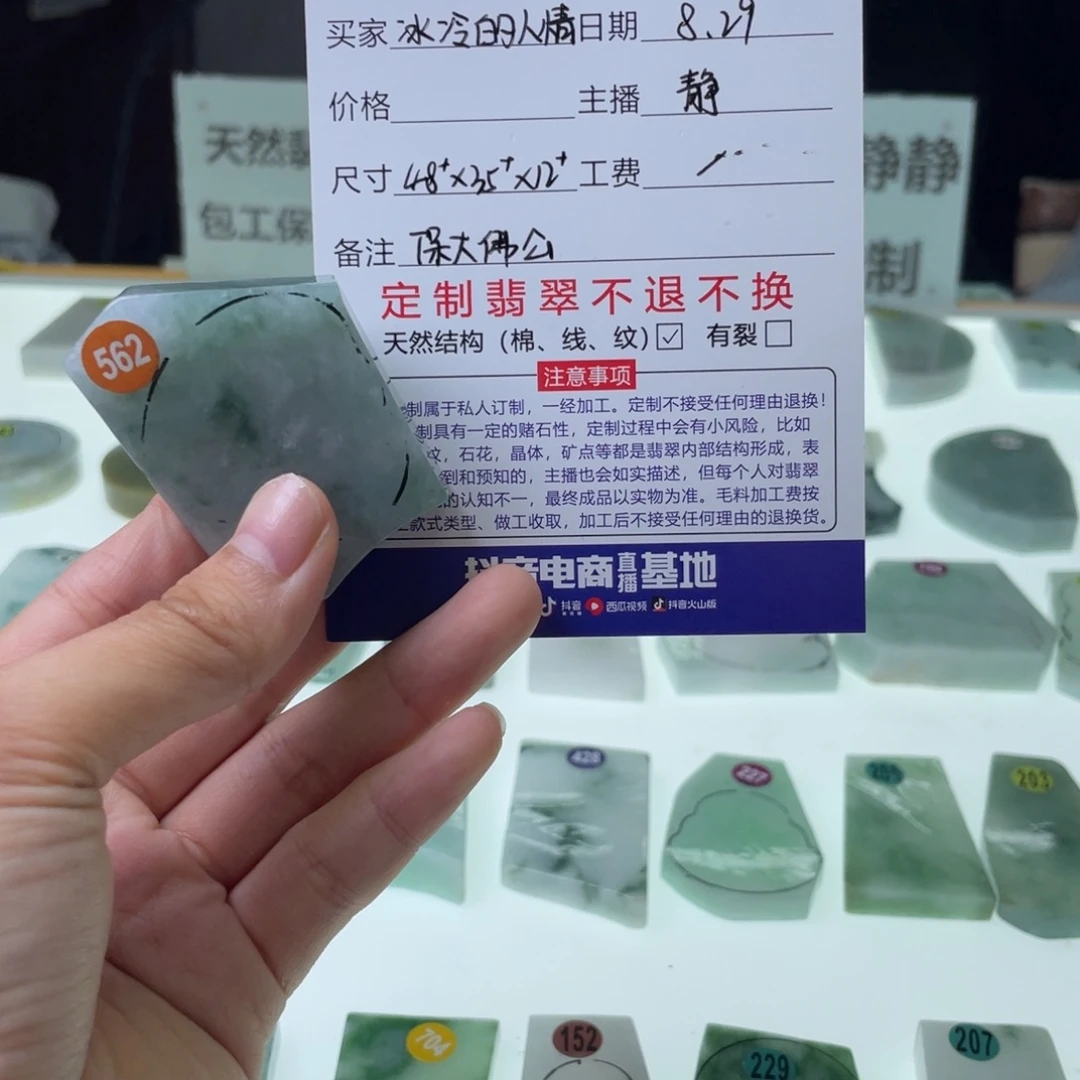 买家 冰冷的人情 日期 8.29
价格 主播 静
尺寸 48+×35+×12+ 工费 /
备注 保大佛公
定制翡翠不退不换
天然结构（棉、线、纹）☑ 有裂□
注意事项
制属于私人订制，一经加工。定制不接受任何理由退换！
制具有一定的赌石性，定制过程中会有小风险，比如
纹，石花，晶体，矿点等都是翡翠内部结构形成，表
到和预知的，主播也会如实描述，但每个人对翡翠
的认知不一，最终成品以实物为准。毛料加工费按
款式类型、做工收取，加工后不接受任何理由的退换货。
抖音电商直播基地
抖音 西瓜视频 抖音火山版
天然翡
包工保
静静
制
562
428
227
201
203
704
152
229
207